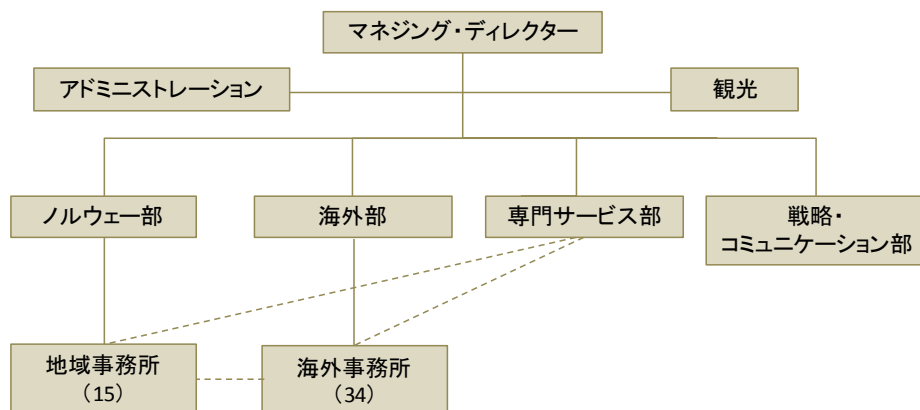 マネジング・ディレクター
アドミニストレーション
観光
ノルウェー部
海外部
専門サービス部
戦略・
コミュニケーション部
地域事務所
（15）
海外事務所
（34）